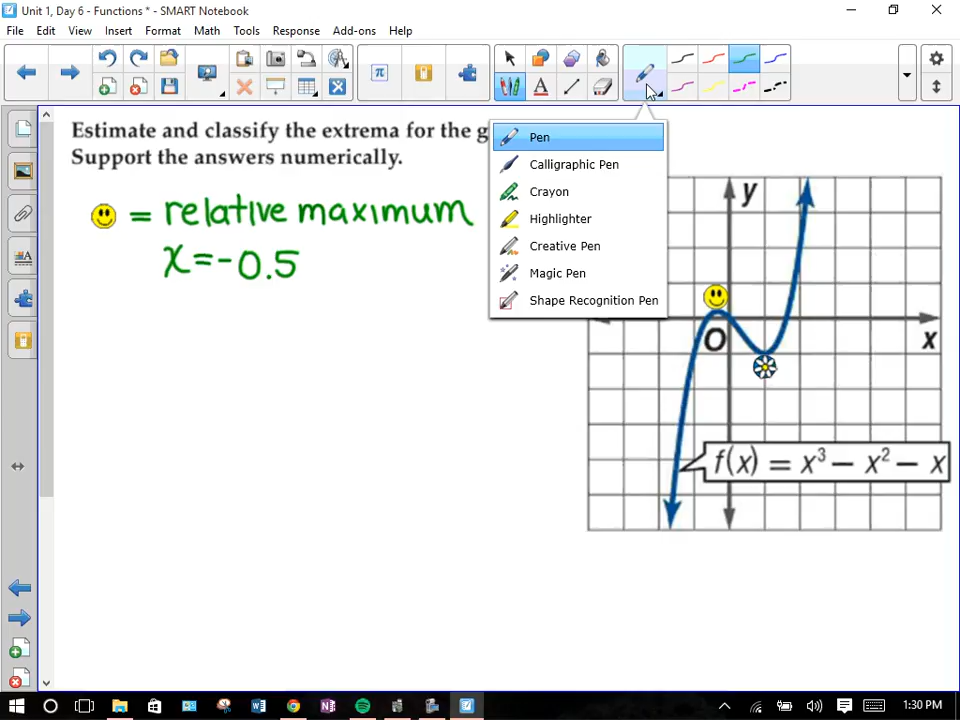 Unit 1, Day 6 - Functions * - SMART Notebook
File Edit View Insert Format Math Tools Response Add-ons Help
π
A
Estimate and classify the extrema for the g
Support the answers numerically.
= relative maximum
x = -0.5
Pen
Calligraphic Pen
Crayon
Highlighter
Creative Pen
Magic Pen
Shape Recognition Pen
y
O
x
f(x) = x³ – x² – x
1:30 PM